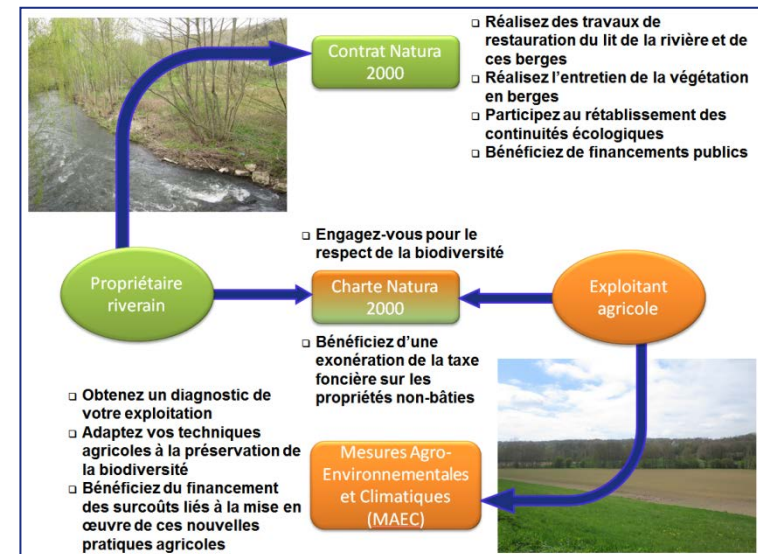 Contrat Natura
2000
❑ Réalisez des travaux de
restauration du lit de la rivière et de
ces berges
❑ Réalisez l'entretien de la végétation
en berges
❑ Participez au rétablissement des
continuités écologiques
❑ Bénéficiez de financements publics
Propriétaire
riverain
❑ Engagez-vous pour le
respect de la biodiversité
Charte Natura
2000
❑ Bénéficiez d'une
exonération de la taxe
foncière sur les
propriétés non-bâties
Exploitant
agricole
❑ Obtenez un diagnostic de
votre exploitation
❑ Adaptez vos techniques
agricoles à la préservation de
la biodiversité
❑ Bénéficiez du financement
des surcoûts liés à la mise en
œuvre de ces nouvelles
pratiques agricoles
Mesures Agro-
Environnementales
et Climatiques
(MAEC)